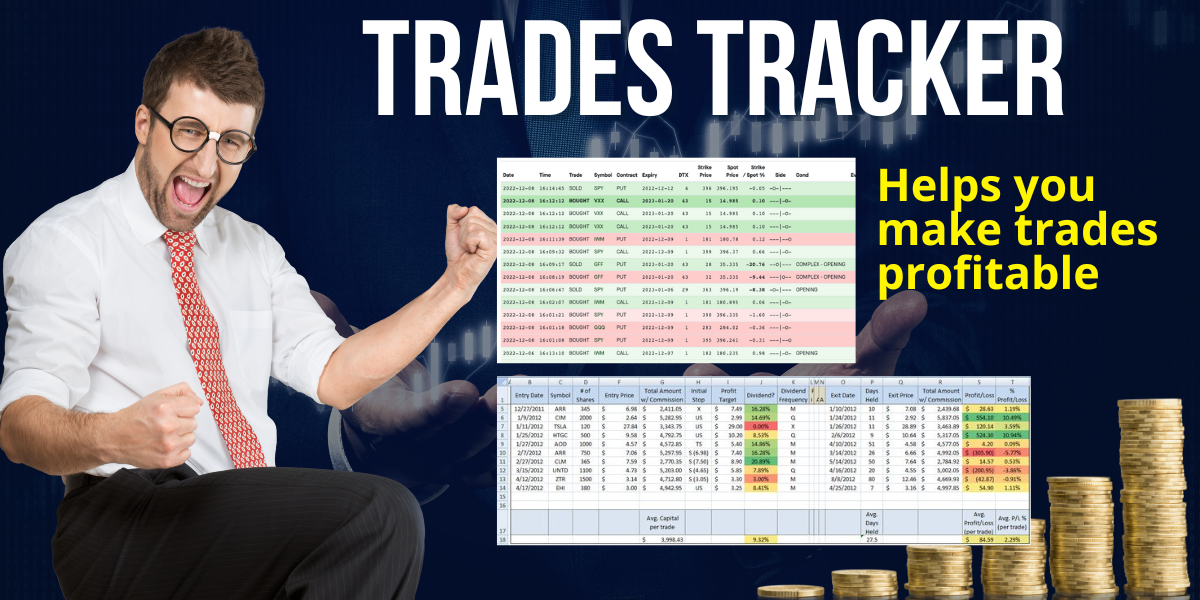 TRADES TRACKER
Helps you
make trades
profitable
Strike Spot Strike
Date Time Trade Symbol Contract Expiry DTX Price Price / Spot % Side Cond
2022-12-08 16:14:45 SOLD SPY PUT 2022-12-12 4 396 396.195 -0.05
2022-12-08 16:12:12 BOUGHT VXX CALL 2023-01-20 43 15 14.985 0.10
2022-12-08 16:12:12 BOUGHT VXX CALL 2023-01-20 43 15 14.985 0.10
2022-12-08 16:12:12 BOUGHT VXX CALL 2023-01-20 43 15 14.985 0.10
2022-12-08 16:11:39 BOUGHT IWM PUT 2022-12-09 1 181 180.78 0.12
2022-12-08 16:09:32 BOUGHT SPY CALL 2022-12-09 1 399 396.37 0.66
2022-12-08 16:09:17 SOLD GFF PUT 2023-01-20 43 28 35.335 -20.76 COMPLEX - OPENING
2022-12-08 16:08:19 BOUGHT GFF PUT 2023-01-20 43 32 35.335 -9.44 COMPLEX - OPENING
2022-12-08 16:06:47 SOLD SPY PUT 2023-01-06 29 363 396.19 -8.38 OPENING
2022-12-08 16:02:07 BOUGHT IWM CALL 2022-12-09 1 181 180.895 0.06
2022-12-08 16:01:21 BOUGHT SPY PUT 2022-12-09 1 390 396.335 -1.60
2022-12-08 16:01:18 BOUGHT QQQ PUT 2022-12-09 1 283 284.02 -0.36
2022-12-08 16:01:08 BOUGHT SPY PUT 2022-12-09 1 395 396.241 -0.31
2022-12-06 16:13:10 BOUGHT IWM CALL 2022-12-07 1 182 180.235 0.98 OPENING
B C D F G H I J K O P Q R S T
1 Entry Date Symbol # of Shares Entry Price Total Amount w/ Commission Initial Stop Profit Target Dividend? Dividend Frequency Exit Date Days Held Exit Price Total Amount w/ Commission Profit/Loss % Profit/Loss
5 12/27/2011 ARR 345 $ 6.98 $ 2,411.05 X $ 7.49 16.28% M 1/10/2012 10 $ 7.08 $ 2,439.68 $ 28.63 1.19%
6 1/9/2012 CIM 2000 $ 2.64 $ 5,282.95 US $ 2.99 14.69% Q 1/24/2012 11 $ 2.92 $ 5,837.05 $ 554.10 10.49%
7 1/11/2012 TSLA 120 $ 27.84 $ 3,343.75 US $ 29.00 0.00% X 1/26/2012 11 $ 28.89 $ 3,463.89 $ 120.14 3.59%
8 1/25/2012 HTGC 500 $ 9.58 $ 4,792.75 US $ 10.20 8.53% Q 2/6/2012 9 $ 10.64 $ 5,317.05 $ 524.30 10.94%
9 1/27/2012 AOD 1000 $ 4.57 $ 4,572.85 TS $ 5.40 14.86% M 1/30/2012 2 $ 4.58 $ 4,577.05 $ 4.20 0.09%
10 2/7/2012 ARR 750 $ 7.06 $ 5,297.95 S (6.98) $ 7.40 16.28% M 3/14/2012 26 $ 6.66 $ 4,992.05 $ (305.90) -5.77%
11 2/27/2012 CLM 365 $ 7.59 $ 2,770.35 S (7.50) $ 8.90 20.89% M 5/14/2012 50 $ 7.64 $ 2,784.92 $ 14.57 0.53%
12 3/15/2012 UNTD 1100 $ 4.73 $ 5,203.00 S (4.65) $ 5.85 7.89% Q 4/16/2012 20 $ 4.55 $ 5,002.05 $ (200.95) -3.86%
13 4/12/2012 ZTR 1500 $ 3.14 $ 4,712.80 S (3.05) $ 3.30 3.00% M 8/8/2012 80 $ 12.46 $ 4,669.93 $ (42.87) -0.91%
14 4/17/2012 EHI 380 $ 3.00 $ 4,942.95 US $ 3.25 8.41% M 4/25/2012 7 $ 3.16 $ 4,997.85 $ 54.90 1.11%
15
16
17 Avg. Capital per trade Avg. Days Held Avg. Profit/Loss (per trade) Avg. P/L % (per trade)
18 $ 3,998.43 9.32% 27.5 $ 84.59 2.29%